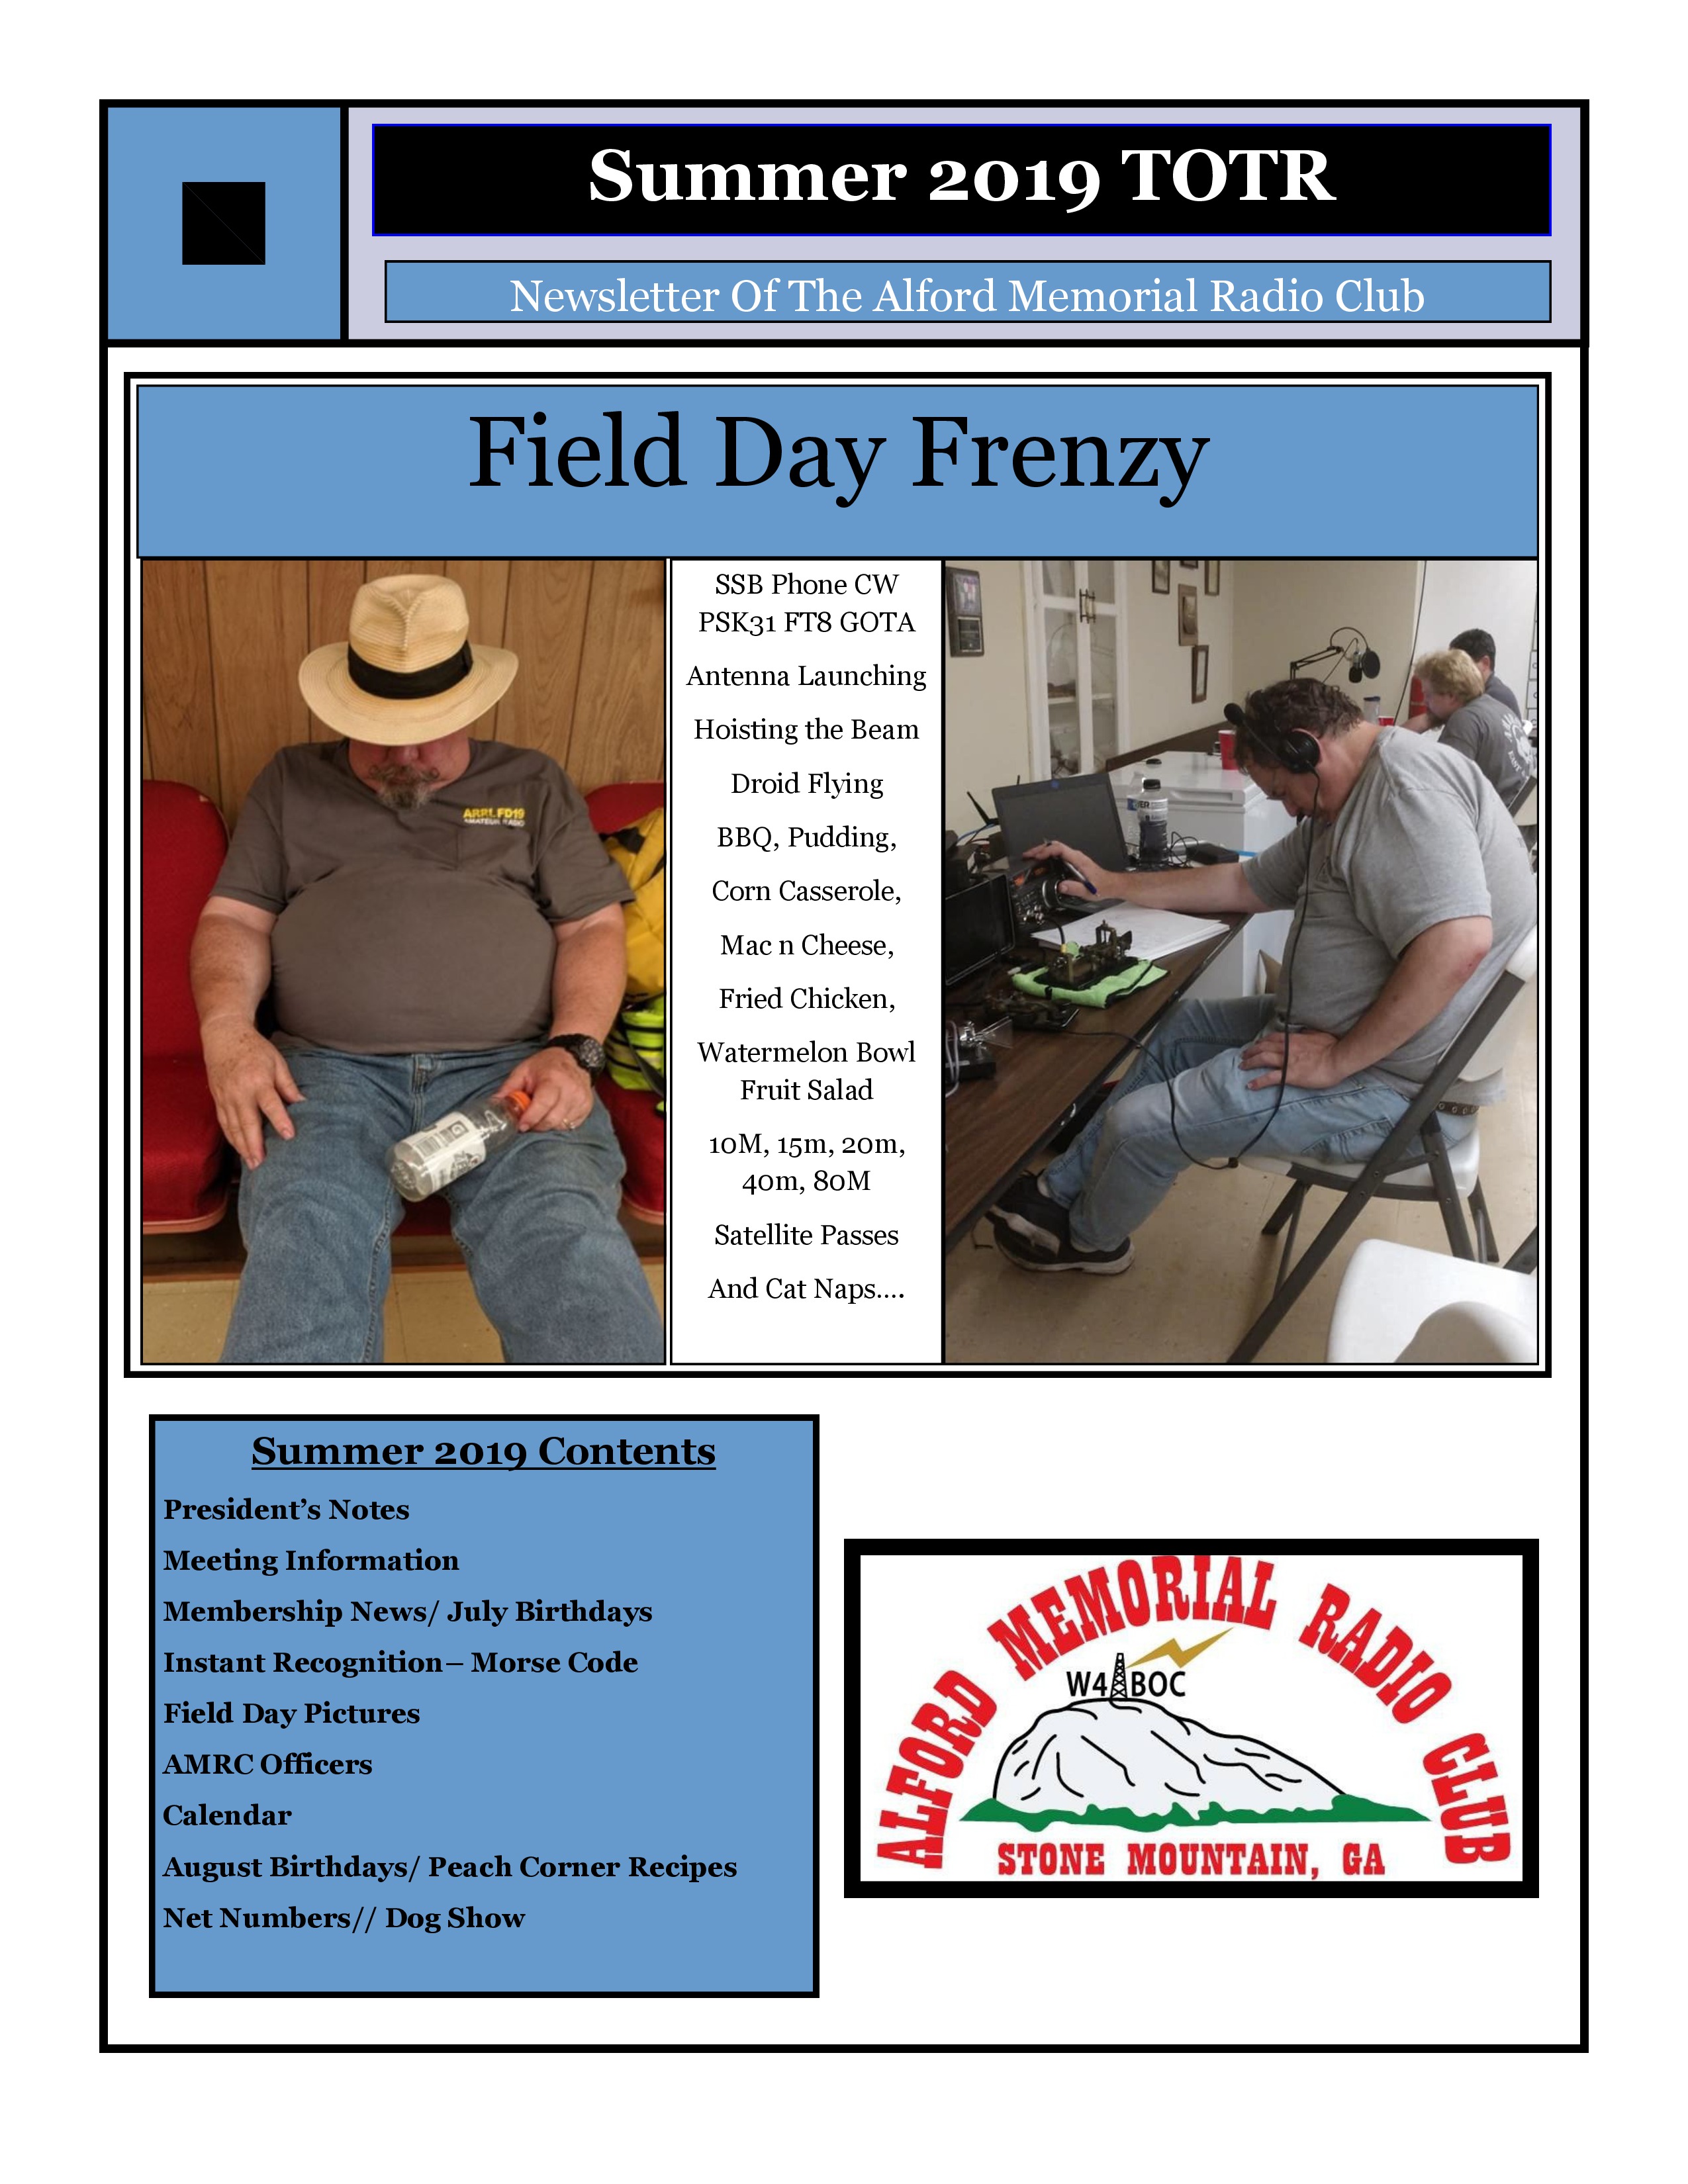 Summer 2019 TOTR
Newsletter Of The Alford Memorial Radio Club
Field Day Frenzy
ARRL FD19
AMATEUR RADIO
SSB Phone CW
PSK31 FT8 GOTA
Antenna Launching
Hoisting the Beam
Droid Flying
BBQ, Pudding,
Corn Casserole,
Mac n Cheese,
Fried Chicken,
Watermelon Bowl
Fruit Salad
10M, 15m, 20m,
40m, 80M
Satellite Passes
And Cat Naps....
Summer 2019 Contents
President’s Notes
Meeting Information
Membership News/ July Birthdays
Instant Recognition– Morse Code
Field Day Pictures
AMRC Officers
Calendar
August Birthdays/ Peach Corner Recipes
Net Numbers// Dog Show
ALFORD MEMORIAL RADIO CLUB
W4BOC
STONE MOUNTAIN, GA